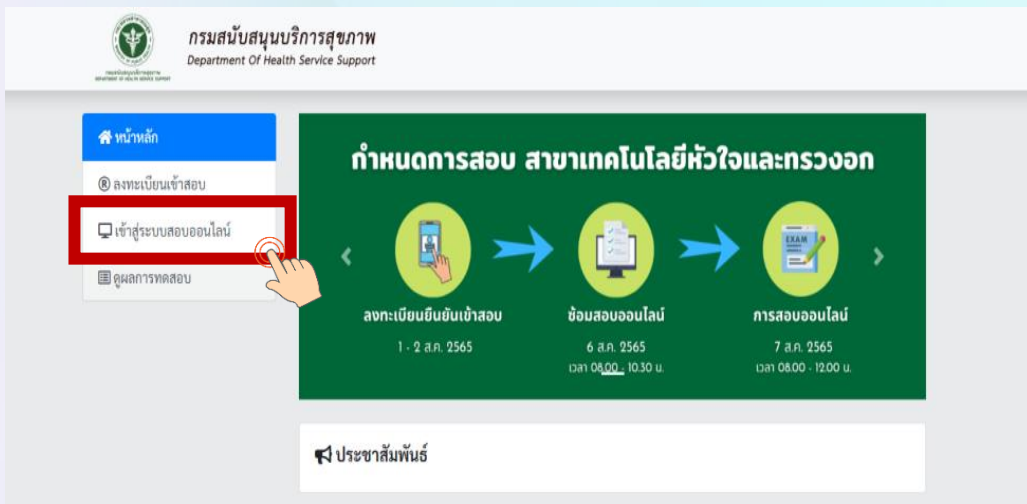 กรมสนับสนุนบริการสุขภาพ
Department Of Health Service Support
หน้าหลัก
ลงทะเบียนเข้าสอบ
เข้าสู่ระบบสอบออนไลน์
ดูผลการทดสอบ
กำหนดการสอบ สาขาเทคโนโลยีหัวใจและทรวงอก
EXAM
ลงทะเบียนยืนยันเข้าสอบ
1 - 2 ส.ค. 2565
ซ้อมสอบออนไลน์
6 ส.ค. 2565
เวลา 08.00 - 10.30 น.
การสอบออนไลน์
7 ส.ค. 2565
เวลา 08.00 - 12.00 น.
ประชาสัมพันธ์